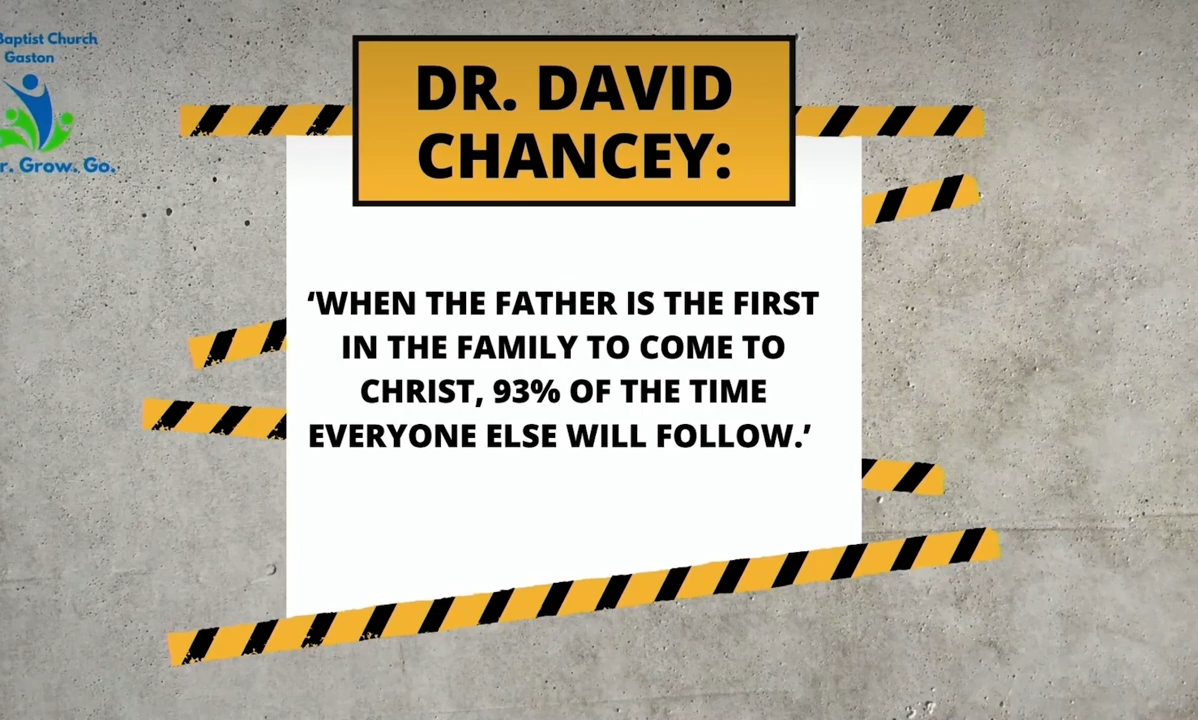 Baptist Church
Gaston
Grow. Go.
DR. DAVID
CHANCEY:
‘WHEN THE FATHER IS THE FIRST
IN THE FAMILY TO COME TO
CHRIST, 93% OF THE TIME
EVERYONE ELSE WILL FOLLOW.’